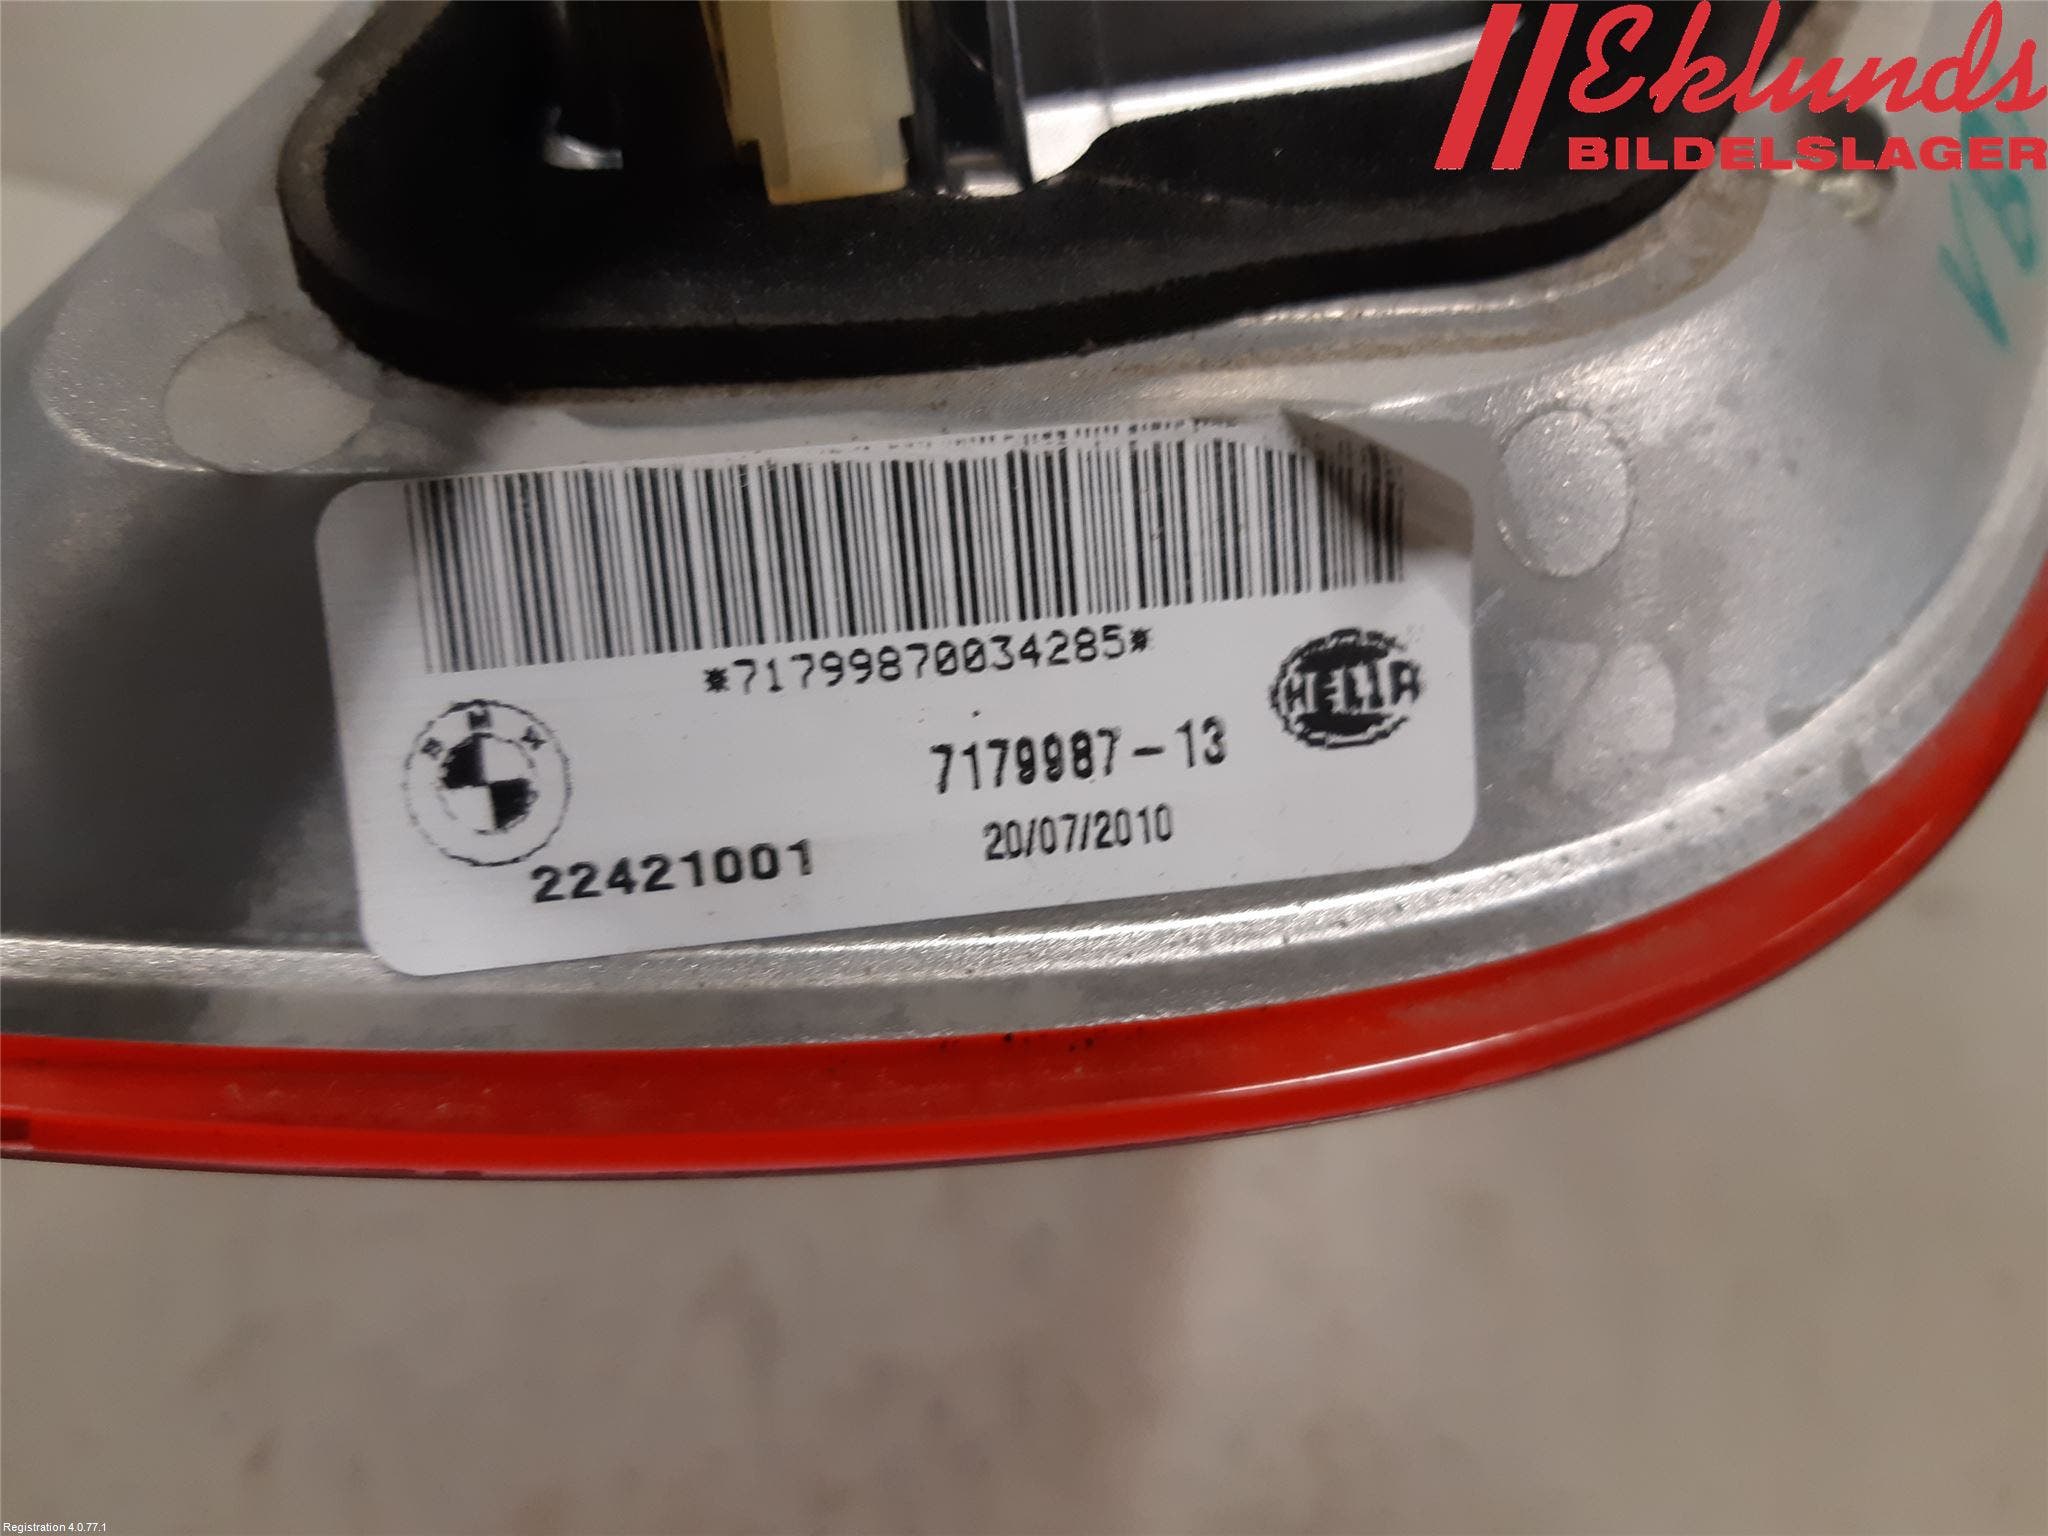 Eklunds
BILDELSLAGER
*71799870034285*
HELLA
BMW
7179987-13
22421001
20/07/2010
Registration 4.0.77.1